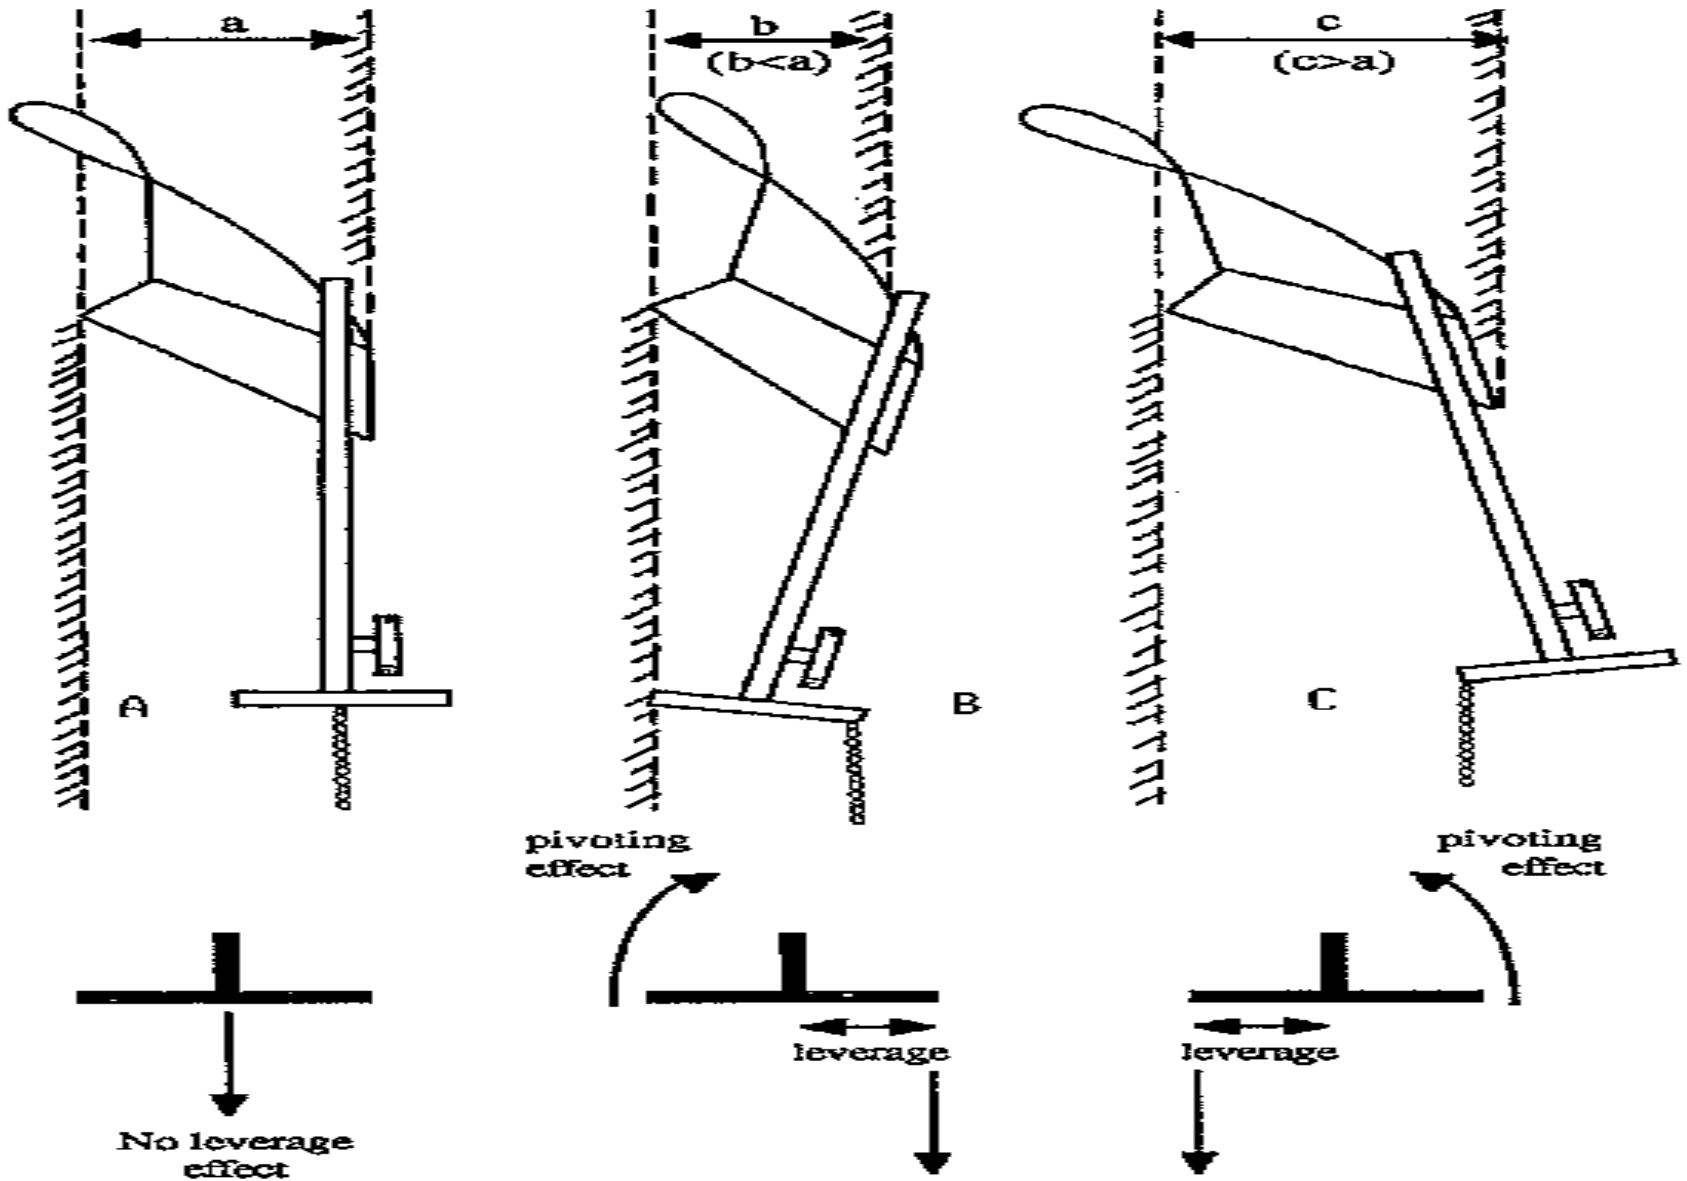 a
b
(b<a)
c
(c>a)
A
B
C
pivoting
effect
pivoting
effect
leverage
leverage
No leverage
effect